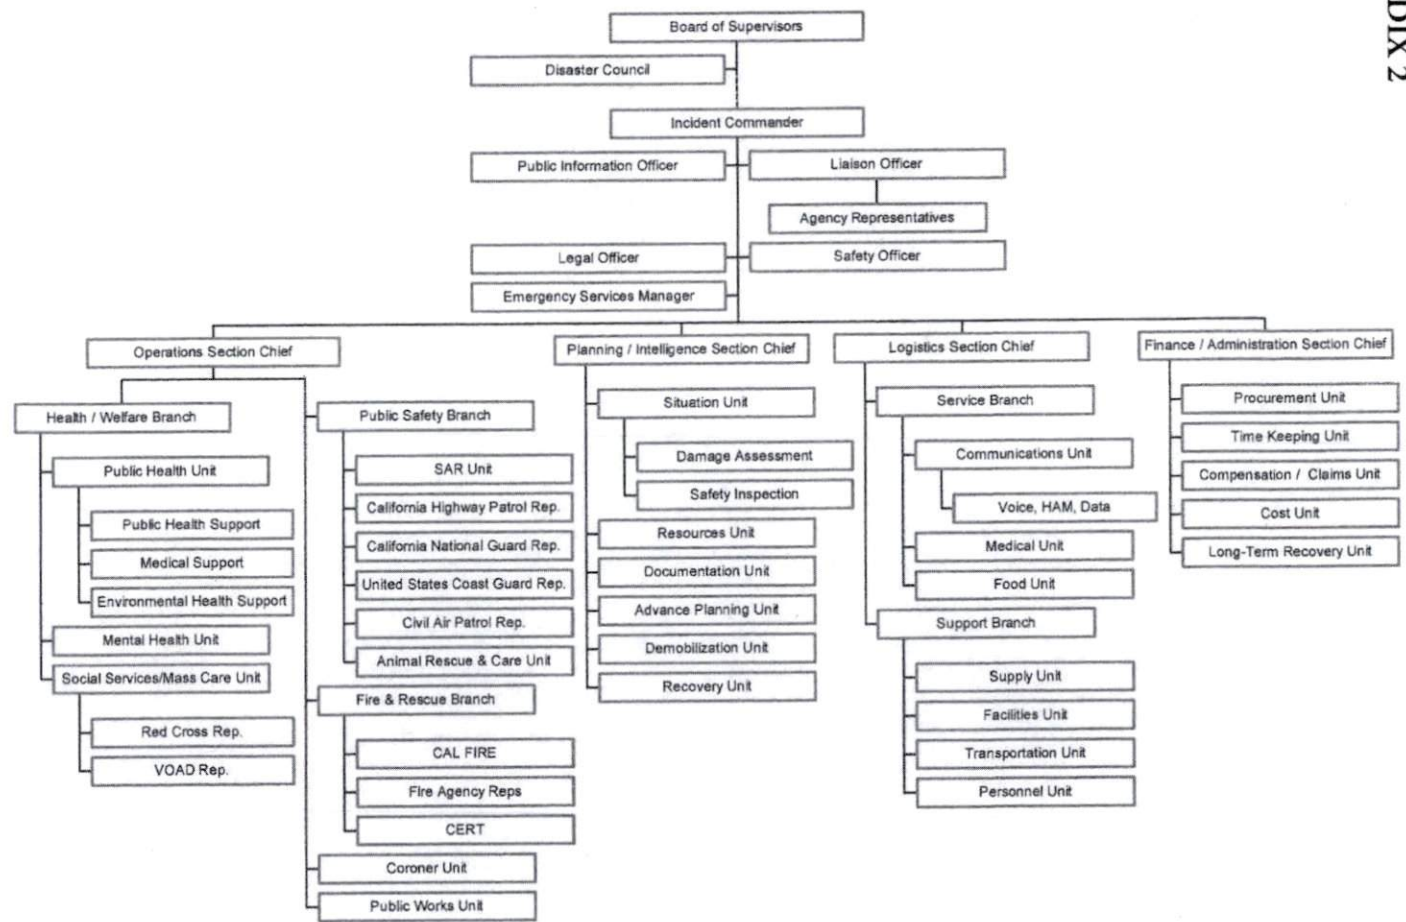 DIX 2
Board of Supervisors
Disaster Council
Incident Commander
Public Information Officer
Liaison Officer
Agency Representatives
Legal Officer
Safety Officer
Emergency Services Manager
Operations Section Chief
Health / Welfare Branch
Public Health Unit
Public Health Support
Medical Support
Environmental Health Support
Mental Health Unit
Social Services/Mass Care Unit
Red Cross Rep.
VOAD Rep.
Public Safety Branch
SAR Unit
California Highway Patrol Rep.
California National Guard Rep.
United States Coast Guard Rep.
Civil Air Patrol Rep.
Animal Rescue & Care Unit
Fire & Rescue Branch
CAL FIRE
Fire Agency Reps
CERT
Coroner Unit
Public Works Unit
Planning / Intelligence Section Chief
Situation Unit
Damage Assessment
Safety Inspection
Resources Unit
Documentation Unit
Advance Planning Unit
Demobilization Unit
Recovery Unit
Logistics Section Chief
Service Branch
Communications Unit
Voice, HAM, Data
Medical Unit
Food Unit
Support Branch
Supply Unit
Facilities Unit
Transportation Unit
Personnel Unit
Finance / Administration Section Chief
Procurement Unit
Time Keeping Unit
Compensation / Claims Unit
Cost Unit
Long-Term Recovery Unit